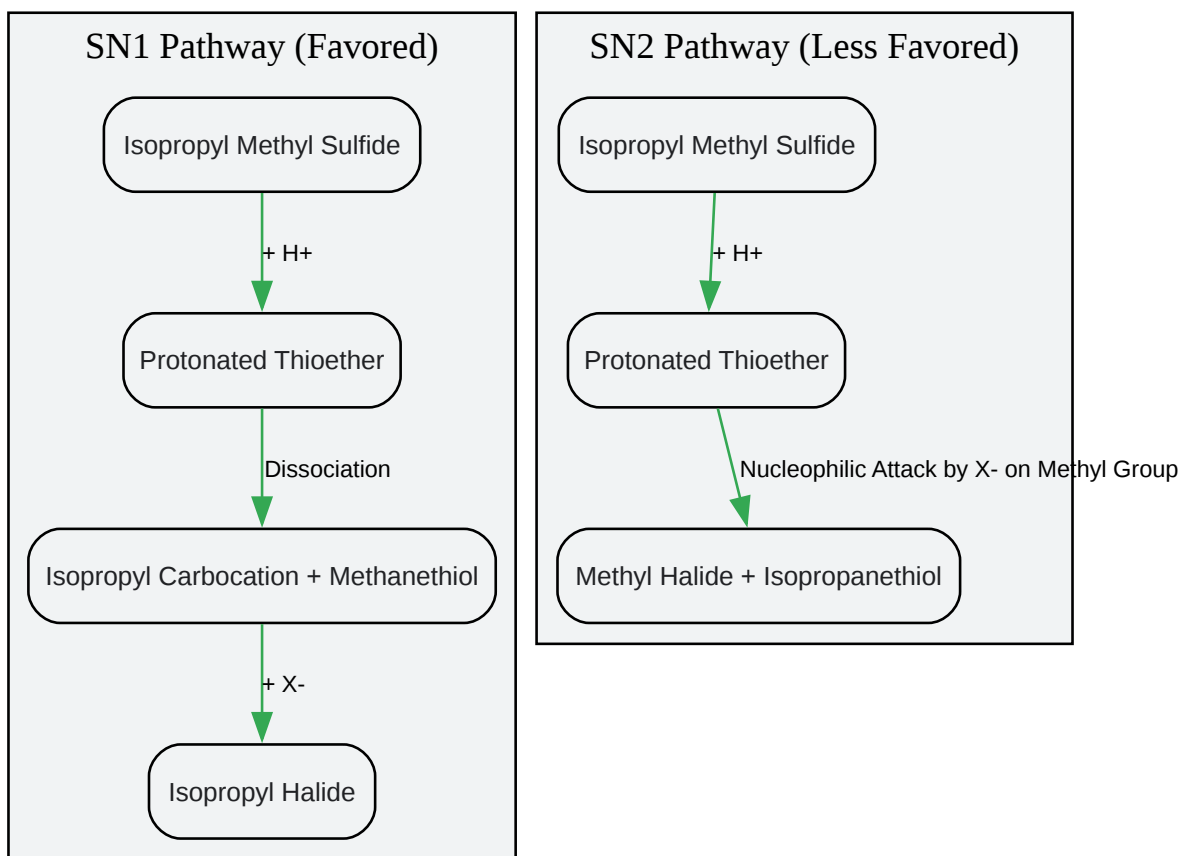 SN1 Pathway (Favored)
Isopropyl Methyl Sulfide
+ H+
Protonated Thioether
Dissociation
Isopropyl Carbocation + Methanethiol
+ X-
Isopropyl Halide
SN2 Pathway (Less Favored)
Isopropyl Methyl Sulfide
+ H+
Protonated Thioether
Nucleophilic Attack by X- on Methyl Group
Methyl Halide + Isopropanethiol